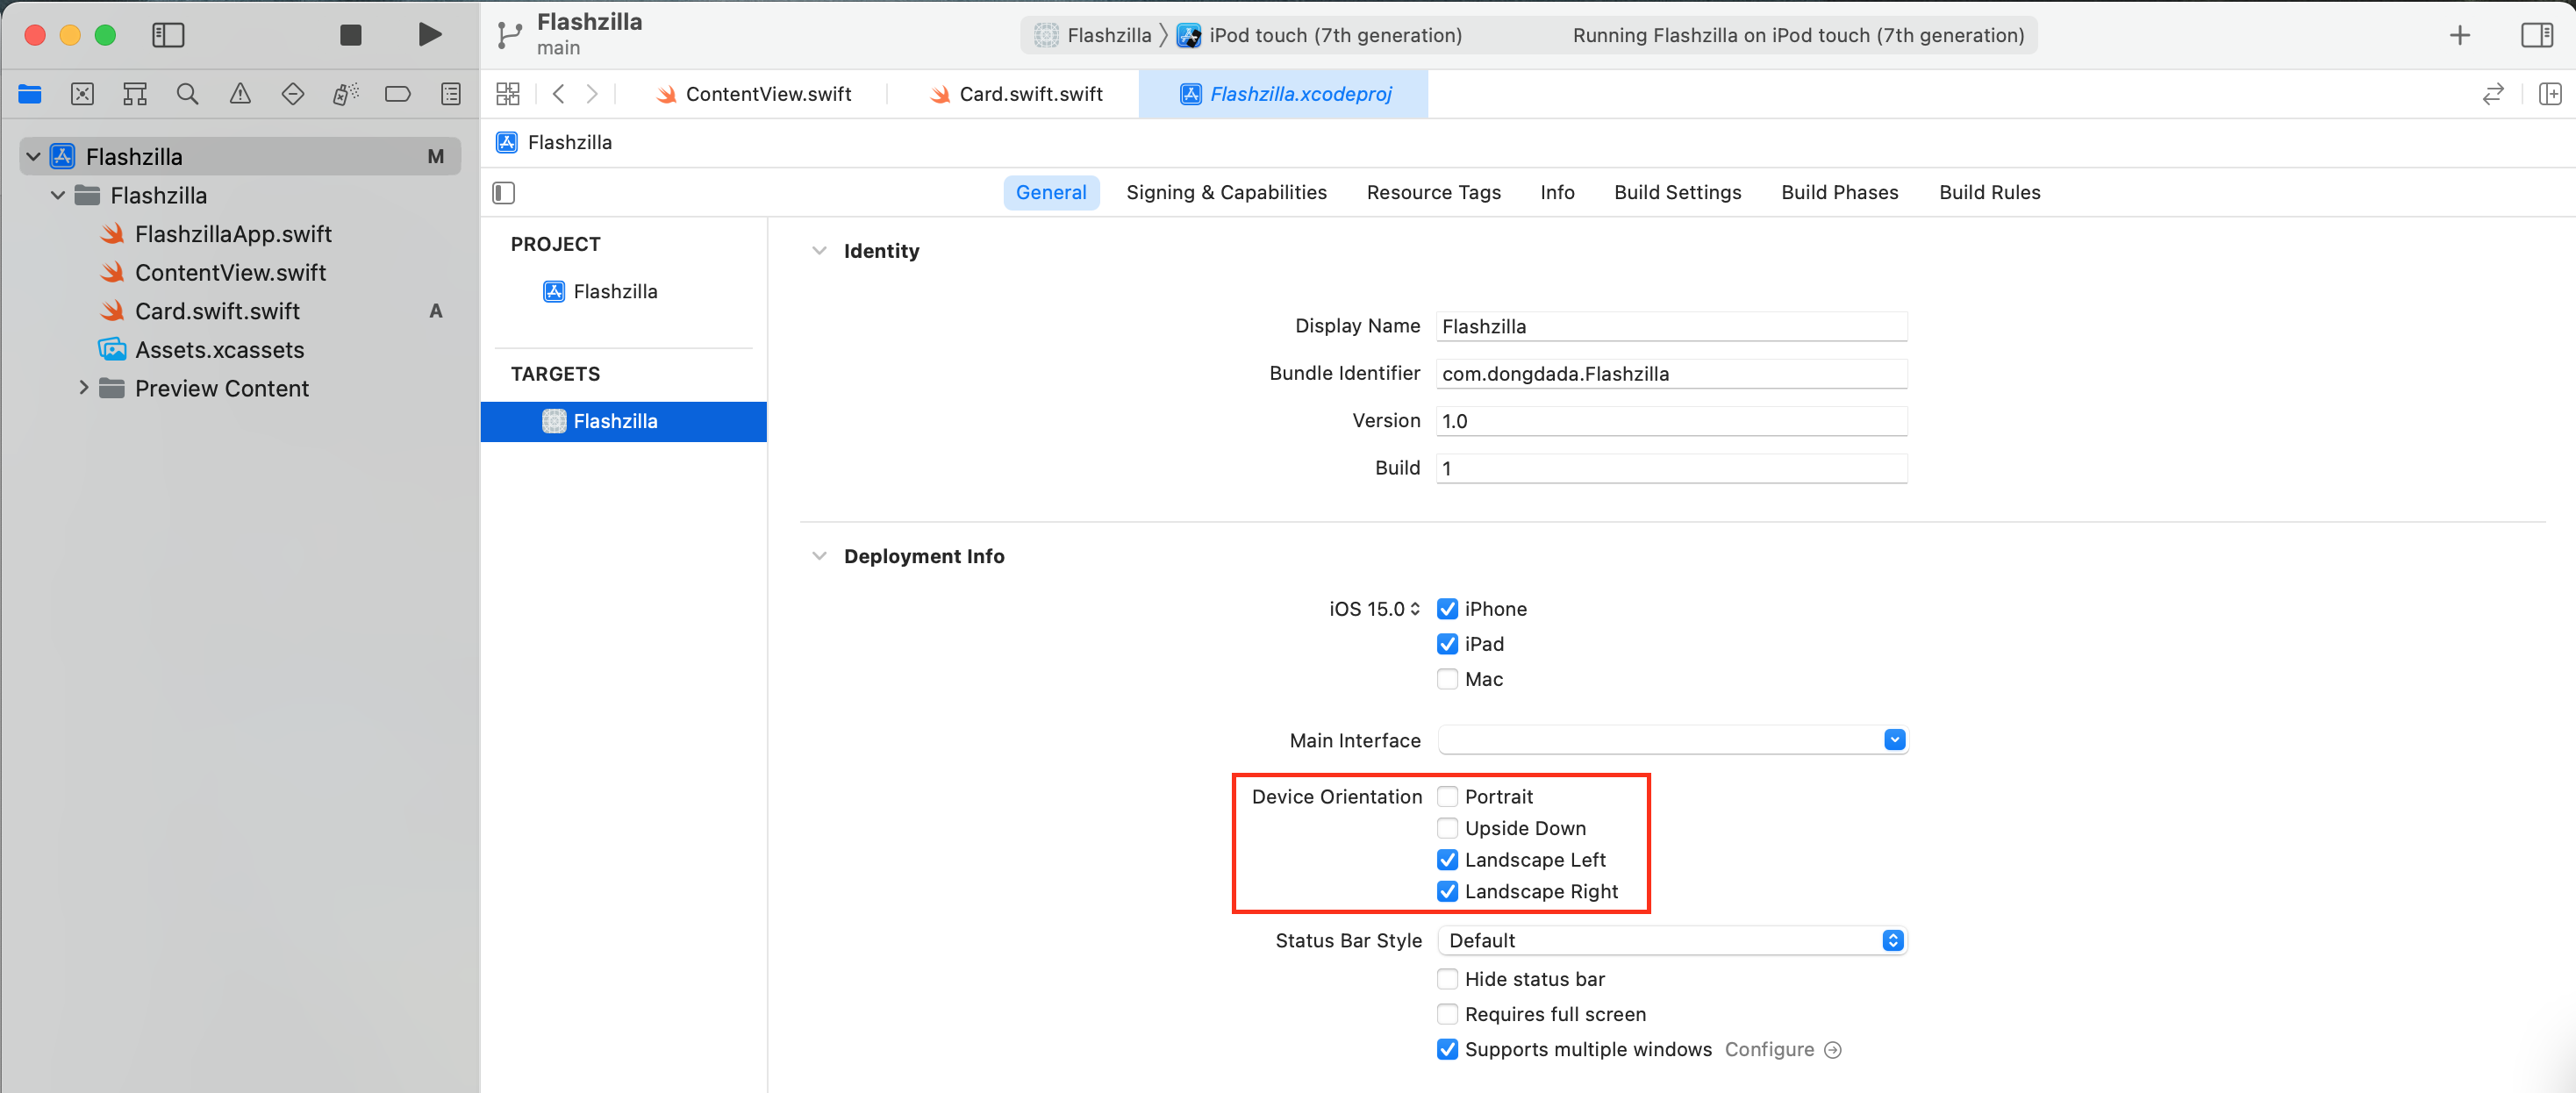 Flashzilla
main
Flashzilla
iPod touch (7th generation)
Running Flashzilla on iPod touch (7th generation)
ContentView.swift
Card.swift.swift
Flashzilla.xcodeproj
Flashzilla M
Flashzilla
FlashzillaApp.swift
ContentView.swift
Card.swift.swift A
Assets.xcassets
Preview Content
Flashzilla
General Signing & Capabilities Resource Tags Info Build Settings Build Phases Build Rules
PROJECT
Flashzilla
TARGETS
Flashzilla
Identity
Display Name Flashzilla
Bundle Identifier com.dongdada.Flashzilla
Version 1.0
Build 1
Deployment Info
iOS 15.0 iPhone
iPad
Mac
Main Interface
Device Orientation Portrait
Upside Down
Landscape Left
Landscape Right
Status Bar Style Default
Hide status bar
Requires full screen
Supports multiple windows Configure